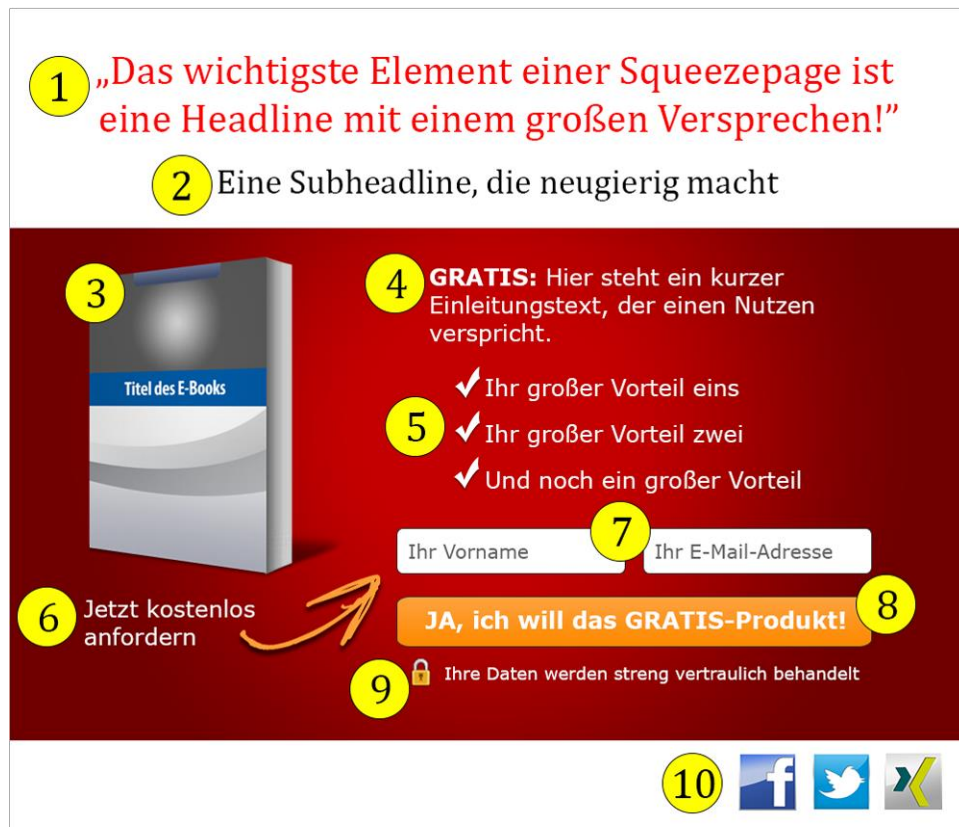 1 „Das wichtigste Element einer Squeezepage ist
eine Headline mit einem großen Versprechen!”
2 Eine Subheadline, die neugierig macht
3
Titel des E-Books
4 GRATIS: Hier steht ein kurzer
Einleitungstext, der einen Nutzen
verspricht.
Ihr großer Vorteil eins
5 Ihr großer Vorteil zwei
Und noch ein großer Vorteil
7
Ihr Vorname
Ihr E-Mail-Adresse
6 Jetzt kostenlos
anfordern
JA, ich will das GRATIS-Produkt! 8
9 Ihre Daten werden streng vertraulich behandelt
10